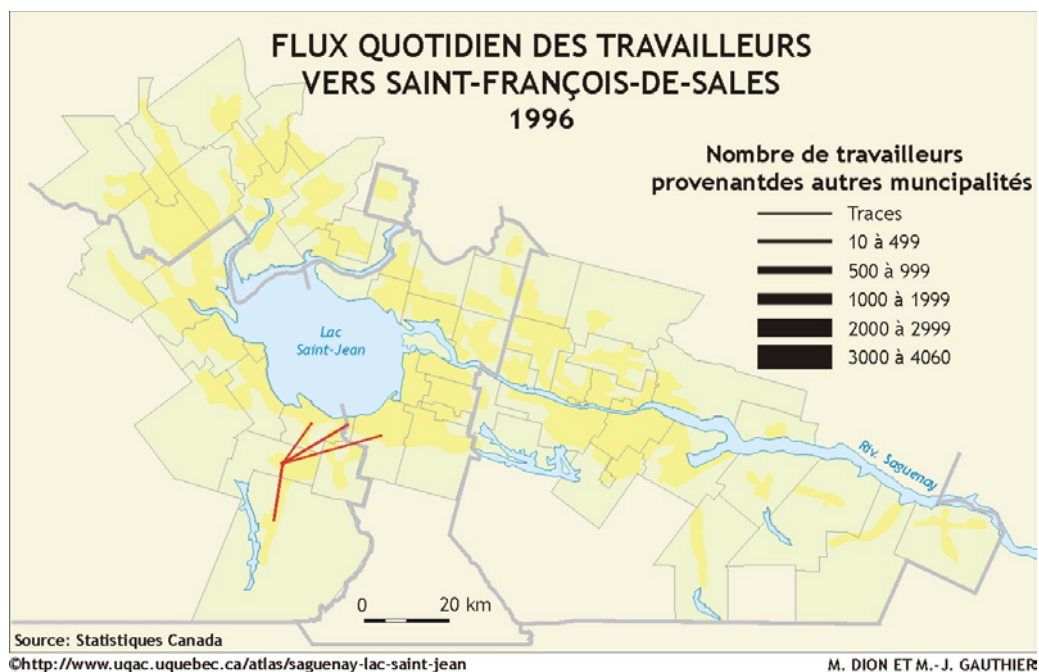 FLUX QUOTIDIEN DES TRAVAILLEURS
VERS SAINT-FRANÇOIS-DE-SALES
1996
Nombre de travailleurs
provenantdes autres muncipalités
Traces
10 à 499
500 à 999
1000 à 1999
2000 à 2999
3000 à 4060
Lac
Saint-Jean
Riv. Saguenay
0 20 km
Source: Statistiques Canada
©http://www.uqac.uquebec.ca/atlas/saguenay-lac-saint-jean
M. DION ET M.-J. GAUTHIER